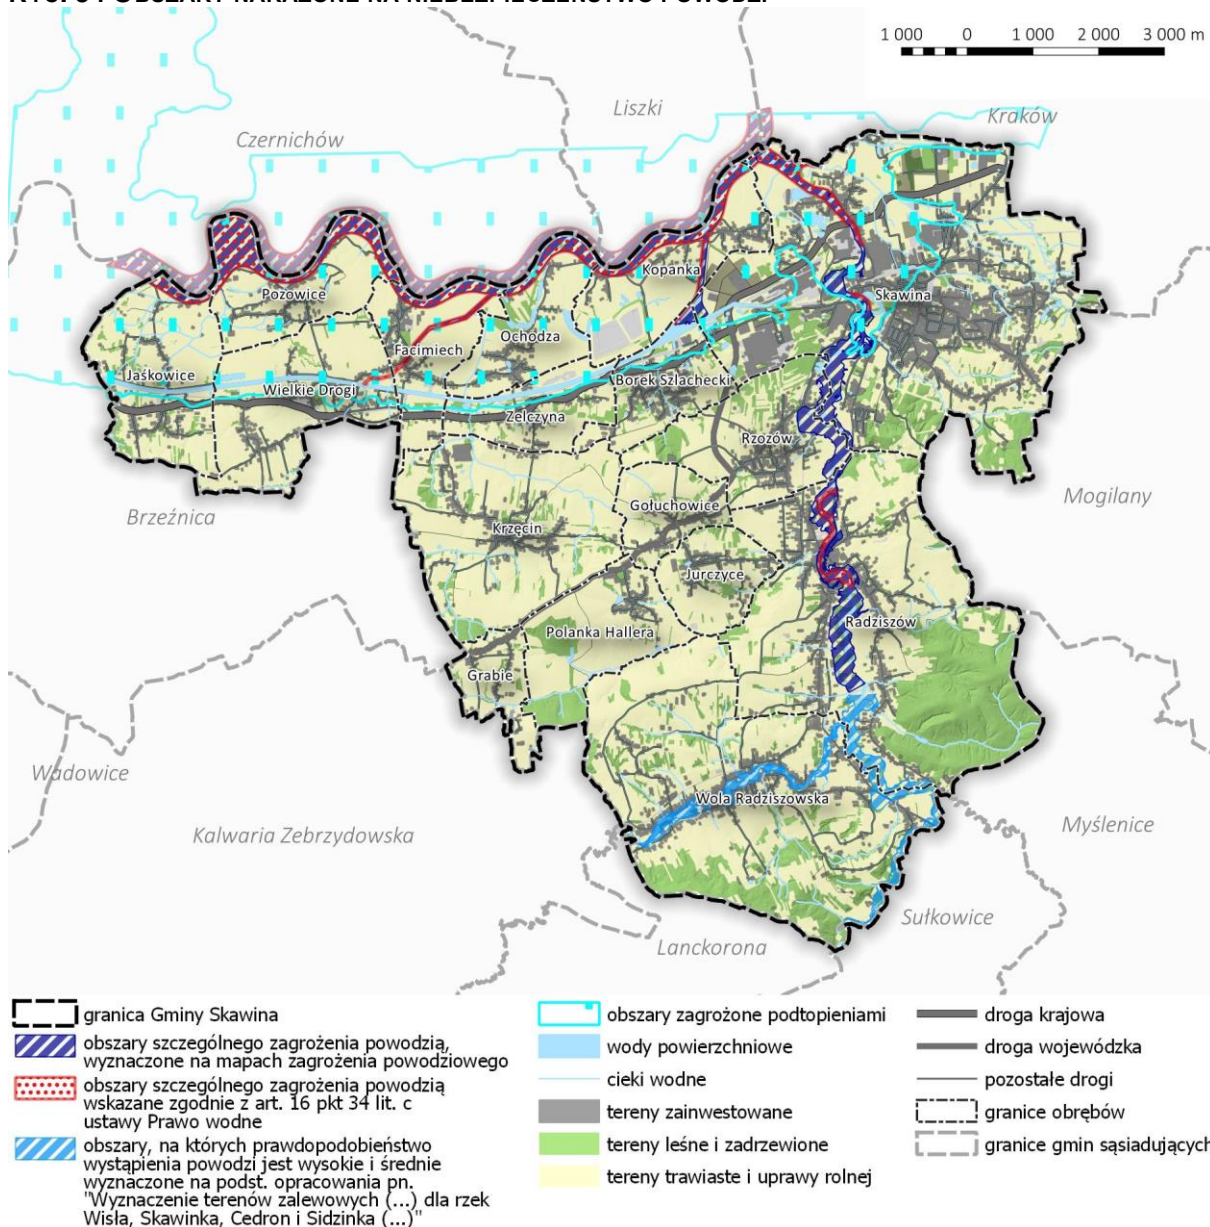 1 000 0 1 000 2 000 3 000 m
Liszki
Kraków
Czernichów
Kopanka
Skawina
Pozowice
Ochodza
Facimiech
Jaśkowice
Wielkie Drogi
Borek Szlachecki
Zelczyna
Rzozów
Mogilany
Brzeźnica
Gołuchowice
Krzęcin
Jurczyce
Radziszów
Polanka Hallera
Grabie
Wadowice
Wola Radziszowska
Kalwaria Zebrzydowska
Myślenice
Sułkowice
Lanckorona
granica Gminy Skawina
obszary szczególnego zagrożenia powodzią,
wyznaczone na mapach zagrożenia powodziowego
obszary szczególnego zagrożenia powodzią
wskazane zgodnie z art. 16 pkt 34 lit. c
ustawy Prawo wodne
obszary, na których prawdopodobieństwo
wystąpienia powodzi jest wysokie i średnie
wyznaczone na podst. opracowania pn.
"Wyznaczenie terenów zalewowych (...) dla rzek
Wisła, Skawinka, Cedron i Sidzinka (...)"
obszary zagrożone podtopieniami
wody powierzchniowe
cieki wodne
tereny zainwestowane
tereny leśne i zadrzewione
tereny trawiaste i uprawy rolnej
droga krajowa
droga wojewódzka
pozostałe drogi
granice obrębów
granice gmin sąsiadujących